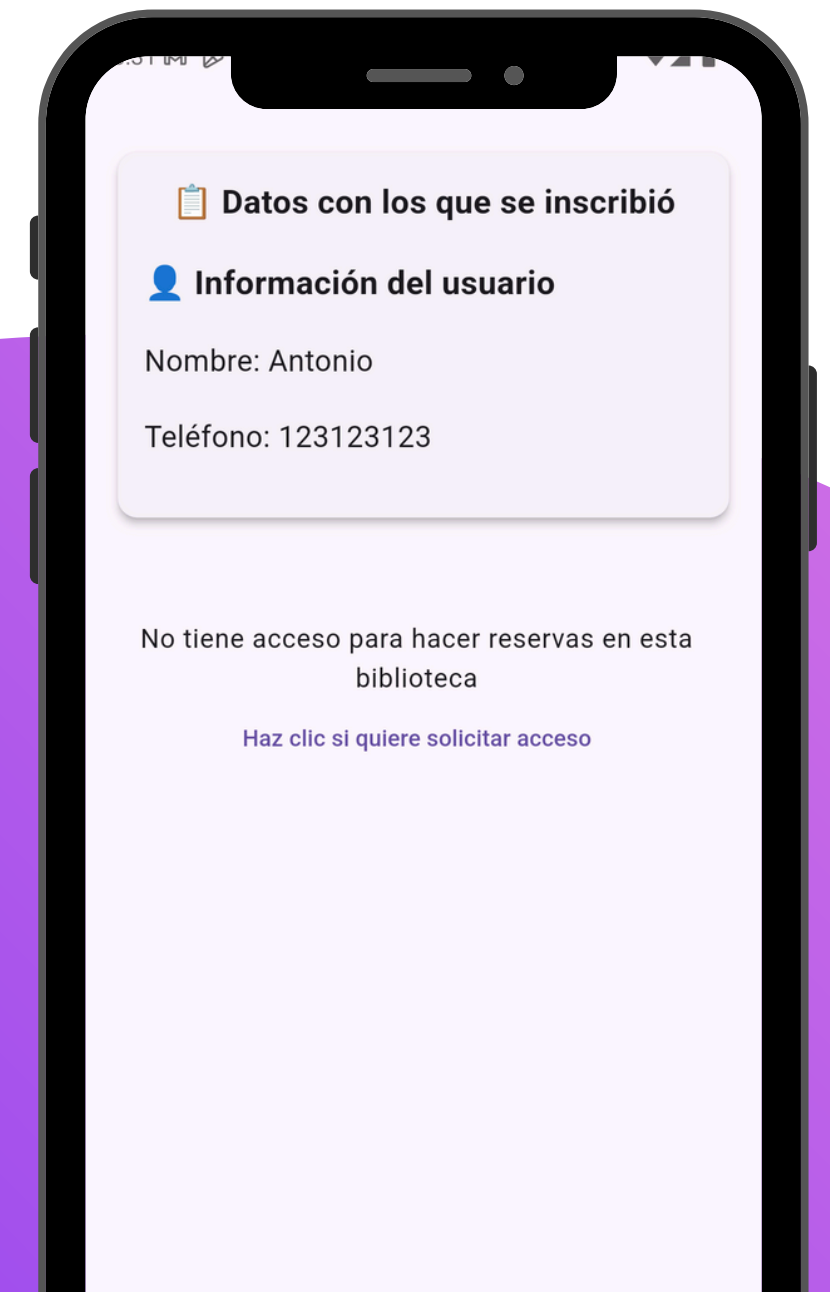 Datos con los que se inscribió
Información del usuario
Nombre: Antonio
Teléfono: 123123123
No tiene acceso para hacer reservas en esta
biblioteca
Haz clic si quiere solicitar acceso